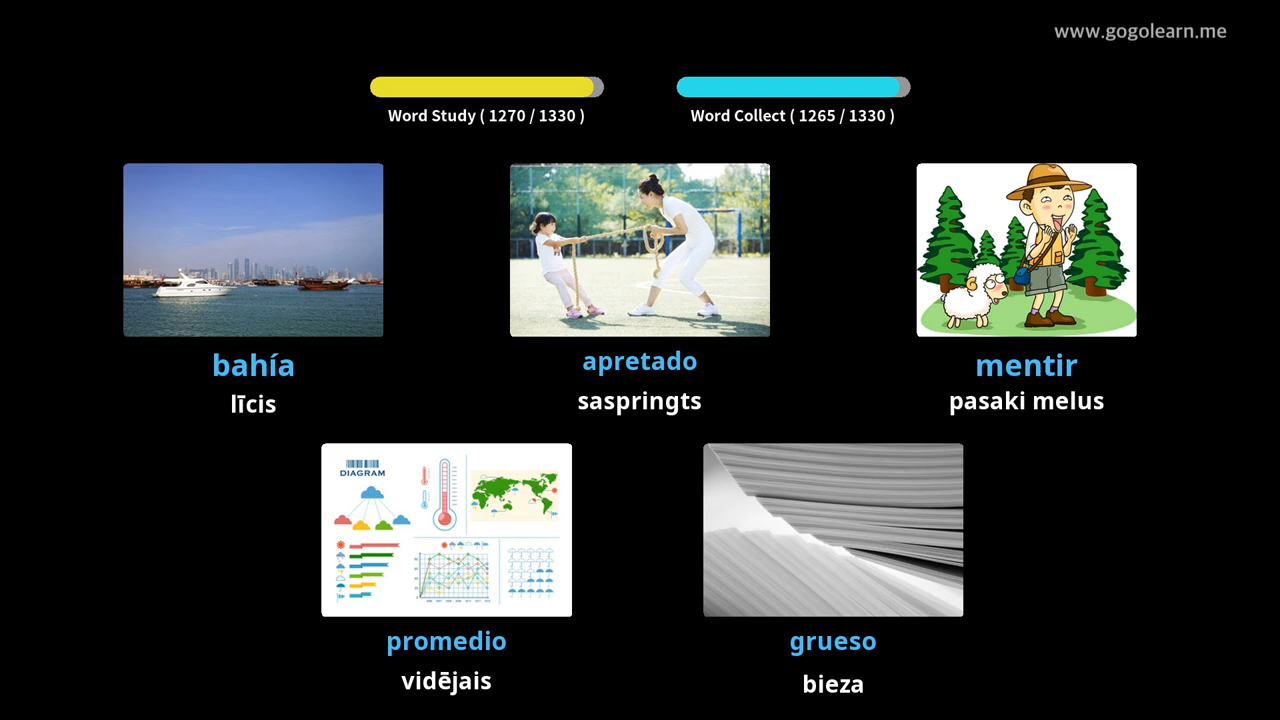 www.gogolearn.me
Word Study ( 1270 / 1330 )
Word Collect ( 1265 / 1330 )
bahía
līcis
apretado
saspringts
mentir
pasaki melus
DIAGRAM
promedio
vidējais
grueso
bieza